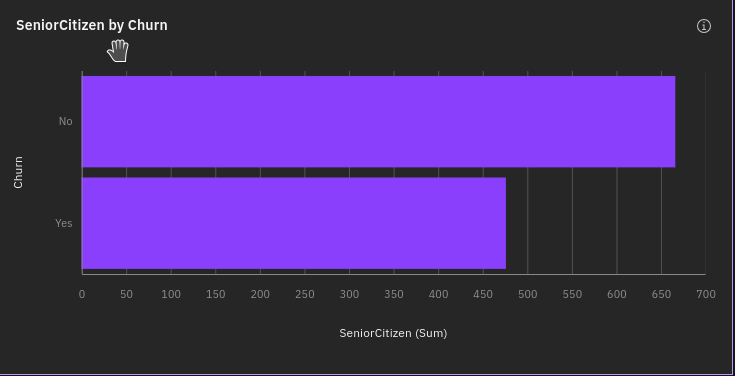 SeniorCitizen by Churn
Churn
No
Yes
0 50 100 150 200 250 300 350 400 450 500 550 600 650 700
SeniorCitizen (Sum)